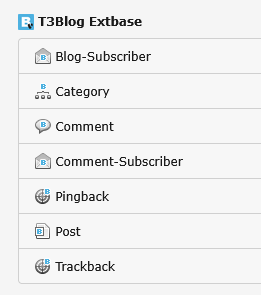 T3Blog Extbase
Blog-Subscriber
Category
Comment
Comment-Subscriber
Pingback
Post
Trackback